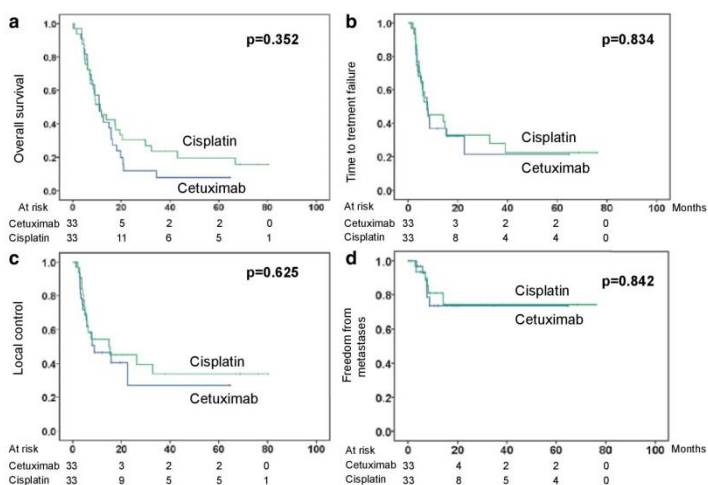 a
p=0.352
Overall survival
1.0
0.8
0.6
0.4
0.2
0.0
Cisplatin
Cetuximab
At risk 0 20 40 60 80 100
Cetuximab 33 5 2 2 0
Cisplatin 33 11 6 5 1
b
p=0.834
Time to tretment failure
1.0
0.8
0.6
0.4
0.2
0.0
Cisplatin
Cetuximab
At risk 0 20 40 60 80 100 Months
Cetuximab 33 3 2 2 0
Cisplatin 33 8 4 4 0
c
p=0.625
Local control
1.0
0.8
0.6
0.4
0.2
0.0
Cisplatin
Cetuximab
At risk 0 20 40 60 80 100
Cetuximab 33 3 2 2 0
Cisplatin 33 9 5 5 1
d
p=0.842
Freedom from
metastases
1.0
0.8
0.6
0.4
0.2
0.0
Cisplatin
Cetuximab
At risk 0 20 40 60 80 100 Months
Cetuximab 33 4 2 2 0
Cisplatin 33 8 5 4 0